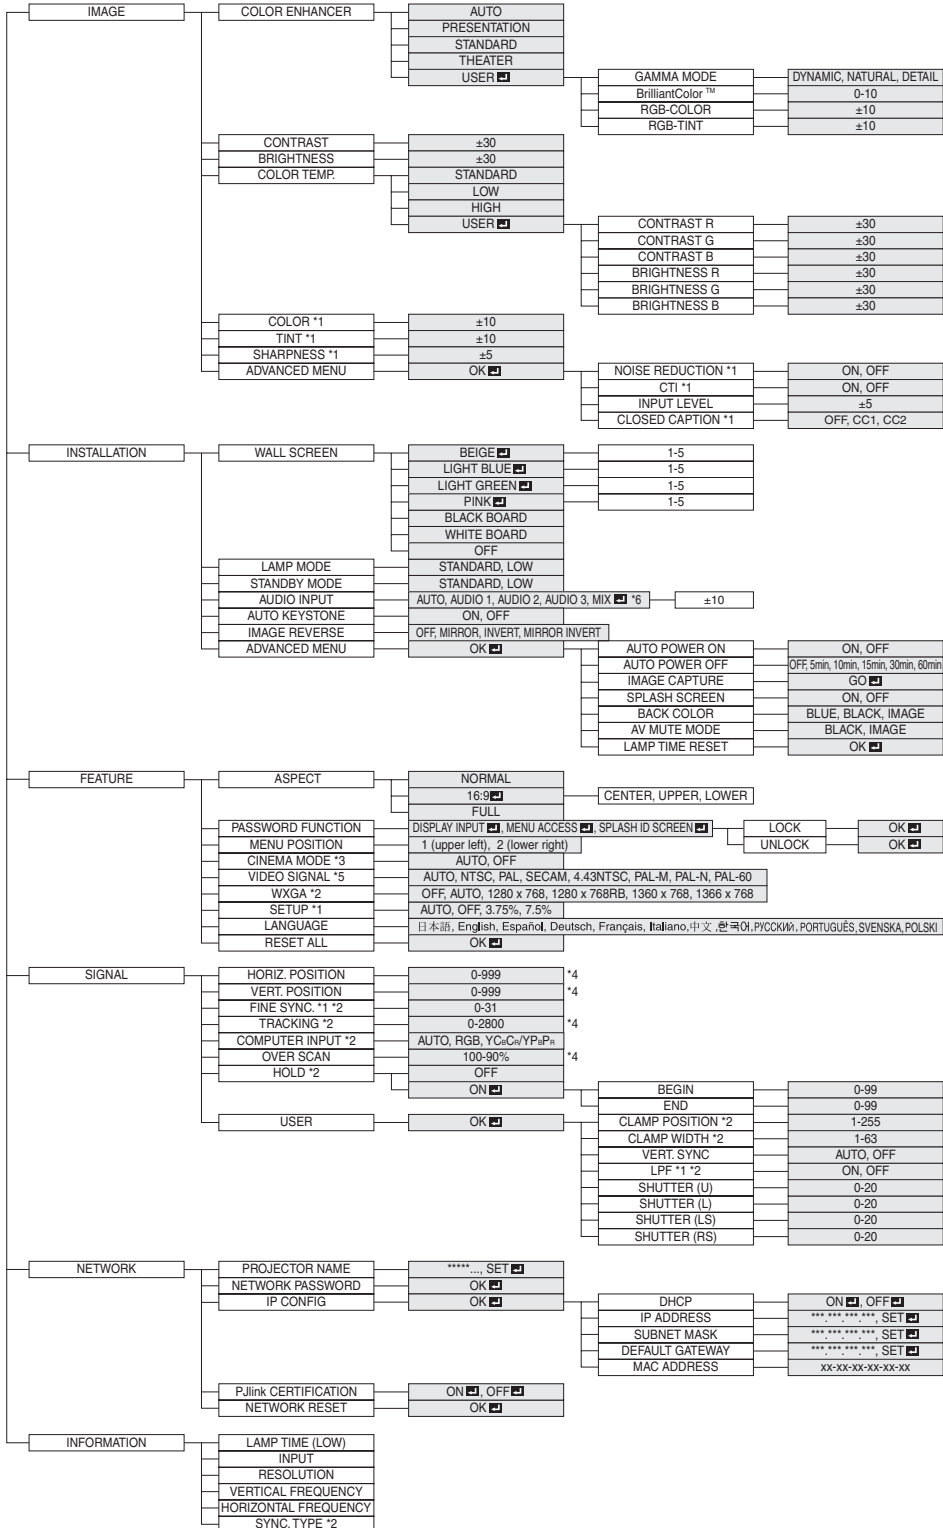 IMAGE COLOR ENHANCER AUTO
PRESENTATION
STANDARD
THEATER
USER
GAMMA MODE DYNAMIC, NATURAL, DETAIL
BrilliantColor ™ 0-10
RGB-COLOR ±10
RGB-TINT ±10
CONTRAST ±30
BRIGHTNESS ±30
COLOR TEMP. STANDARD
LOW
HIGH
USER
CONTRAST R ±30
CONTRAST G ±30
CONTRAST B ±30
BRIGHTNESS R ±30
BRIGHTNESS G ±30
BRIGHTNESS B ±30
COLOR *1 ±10
TINT *1 ±10
SHARPNESS *1 ±5
ADVANCED MENU OK
NOISE REDUCTION *1 ON, OFF
CTI *1 ON, OFF
INPUT LEVEL ±5
CLOSED CAPTION *1 OFF, CC1, CC2
INSTALLATION WALL SCREEN BEIGE 1-5
LIGHT BLUE 1-5
LIGHT GREEN 1-5
PINK 1-5
BLACK BOARD
WHITE BOARD
OFF
LAMP MODE STANDARD, LOW
STANDBY MODE STANDARD, LOW
AUDIO INPUT AUTO, AUDIO 1, AUDIO 2, AUDIO 3, MIX *6 ±10
AUTO KEYSTONE ON, OFF
IMAGE REVERSE OFF, MIRROR, INVERT, MIRROR INVERT
ADVANCED MENU OK
AUTO POWER ON ON, OFF
AUTO POWER OFF OFF, 5min, 10min, 15min, 30min, 60min
IMAGE CAPTURE GO
SPLASH SCREEN ON, OFF
BACK COLOR BLUE, BLACK, IMAGE
AV MUTE MODE BLACK, IMAGE
LAMP TIME RESET OK
FEATURE ASPECT NORMAL
16:9 CENTER, UPPER, LOWER
FULL
PASSWORD FUNCTION DISPLAY INPUT , MENU ACCESS , SPLASH ID SCREEN LOCK OK
UNLOCK OK
MENU POSITION 1 (upper left), 2 (lower right)
CINEMA MODE *3 AUTO, OFF
VIDEO SIGNAL *5 AUTO, NTSC, PAL, SECAM, 4.43NTSC, PAL-M, PAL-N, PAL-60
WXGA *2 OFF, AUTO, 1280 x 768, 1280 x 768RB, 1360 x 768, 1366 x 768
SETUP *1 AUTO, OFF, 3.75%, 7.5%
LANGUAGE 日本語, English, Español, Deutsch, Français, Italiano, 中文, 한국어, РУССКИЙ, PORTUGUÊS, SVENSKA, POLSKI
RESET ALL OK
SIGNAL HORIZ. POSITION 0-999 *4
VERT. POSITION 0-999 *4
FINE SYNC. *1 *2 0-31
TRACKING *2 0-2800 *4
COMPUTER INPUT *2 AUTO, RGB, YCBCR/YPBPR
OVER SCAN 100-90% *4
HOLD *2 OFF
ON BEGIN 0-99
END 0-99
USER OK CLAMP POSITION *2 1-255
CLAMP WIDTH *2 1-63
VERT. SYNC AUTO, OFF
LPF *1 *2 ON, OFF
SHUTTER (U) 0-20
SHUTTER (L) 0-20
SHUTTER (LS) 0-20
SHUTTER (RS) 0-20
NETWORK PROJECTOR NAME *****..., SET
NETWORK PASSWORD OK
IP CONFIG OK DHCP ON , OFF
IP ADDRESS ***.***.***.***, SET
SUBNET MASK ***.***.***.***, SET
DEFAULT GATEWAY ***.***.***.***, SET
MAC ADDRESS xx-xx-xx-xx-xx-xx
PJlink CERTIFICATION ON , OFF
NETWORK RESET OK
INFORMATION LAMP TIME (LOW)
INPUT
RESOLUTION
VERTICAL FREQUENCY
HORIZONTAL FREQUENCY
SYNC. TYPE *2